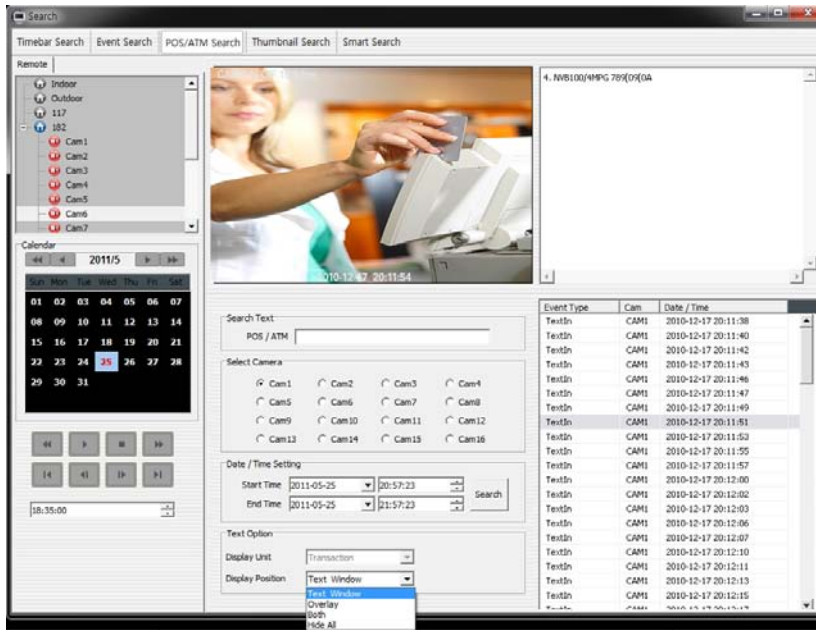 Search
Timebar Search Event Search POS/ATM Search Thumbnail Search Smart Search
Remote
Indoor
Outdoor
117
182
Cam1
Cam2
Cam3
Cam4
Cam5
Cam6
Cam7
Calendar
2011/5
Sun Mon Tue Wed Thu Fri Sat
01 02 03 04 05 06 07
08 09 10 11 12 13 14
15 16 17 18 19 20 21
22 23 24 25 26 27 28
29 30 31
18:35:00
20:11:54
4. NVB100/4MPG 789[09[0A
Search Text
POS / ATM
Select Camera
Cam1 Cam2 Cam3 Cam4
Cam5 Cam6 Cam7 Cam8
Cam9 Cam10 Cam11 Cam12
Cam13 Cam14 Cam15 Cam16
Date / Time Setting
Start Time 2011-05-25 20:57:23
End Time 2011-05-25 21:57:23
Search
Text Option
Display Unit Transaction
Display Position Text Window
Text Window
Overlay
Both
Hide All
Event Type Cam Date / Time
TextIn CAM1 2010-12-17 20:11:38
TextIn CAM1 2010-12-17 20:11:40
TextIn CAM1 2010-12-17 20:11:42
TextIn CAM1 2010-12-17 20:11:43
TextIn CAM1 2010-12-17 20:11:46
TextIn CAM1 2010-12-17 20:11:47
TextIn CAM1 2010-12-17 20:11:49
TextIn CAM1 2010-12-17 20:11:51
TextIn CAM1 2010-12-17 20:11:53
TextIn CAM1 2010-12-17 20:11:55
TextIn CAM1 2010-12-17 20:11:57
TextIn CAM1 2010-12-17 20:12:00
TextIn CAM1 2010-12-17 20:12:02
TextIn CAM1 2010-12-17 20:12:03
TextIn CAM1 2010-12-17 20:12:06
TextIn CAM1 2010-12-17 20:12:07
TextIn CAM1 2010-12-17 20:12:10
TextIn CAM1 2010-12-17 20:12:11
TextIn CAM1 2010-12-17 20:12:13
TextIn CAM1 2010-12-17 20:12:15